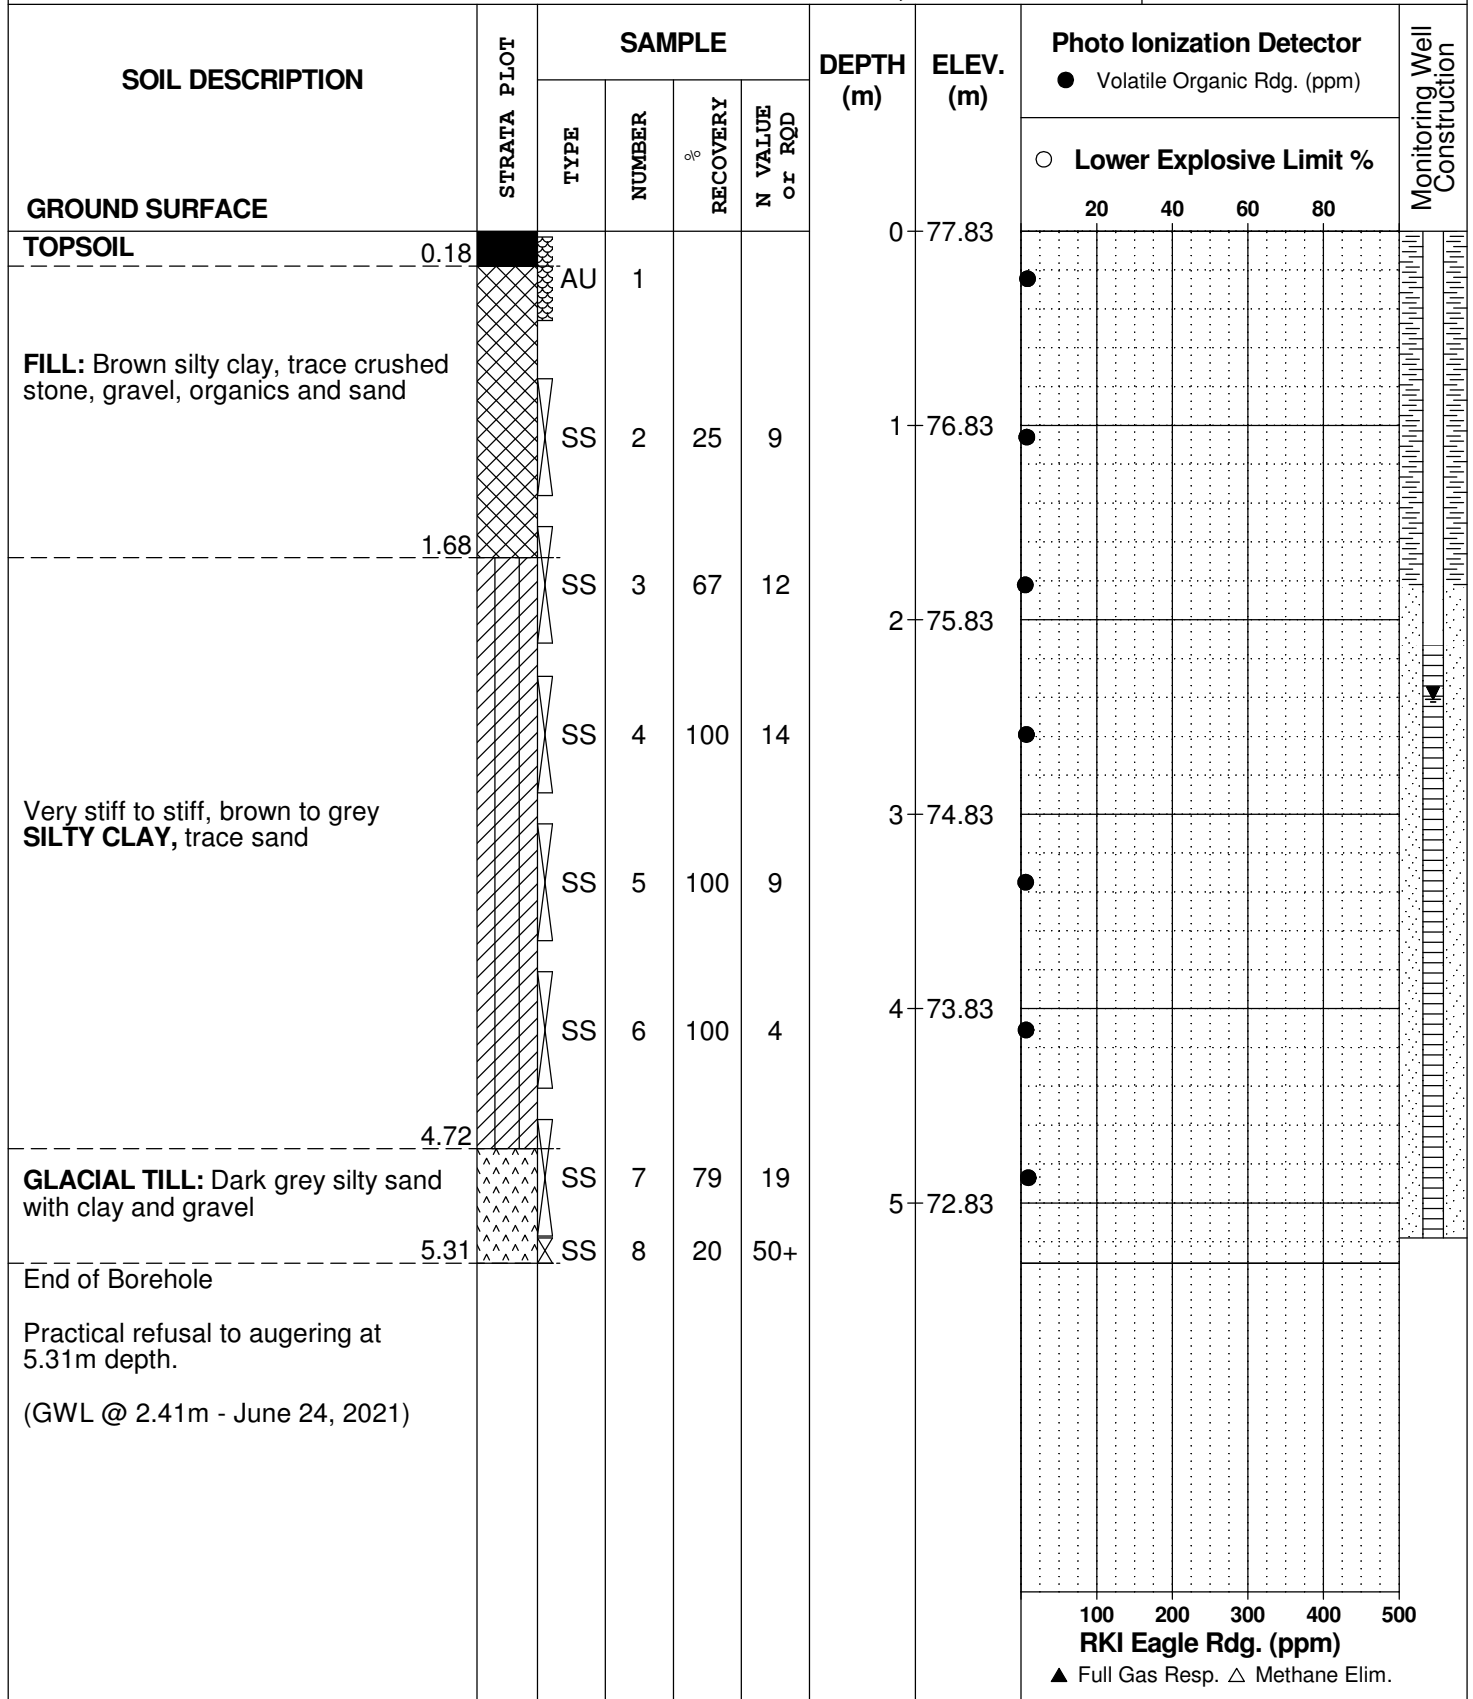 SOIL DESCRIPTION
GROUND SURFACE
STRATA PLOT
SAMPLE
TYPE
NUMBER
%
RECOVERY
N VALUE
or RQD
DEPTH
(m)
ELEV.
(m)
Photo Ionization Detector
● Volatile Organic Rdg. (ppm)
○ Lower Explosive Limit %
20 40 60 80
Monitoring Well
Construction
0 77.83
TOPSOIL
0.18
AU 1
FILL: Brown silty clay, trace crushed
stone, gravel, organics and sand
1 76.83
SS 2 25 9
1.68
SS 3 67 12
2 75.83
SS 4 100 14
Very stiff to stiff, brown to grey
SILTY CLAY, trace sand
3 74.83
SS 5 100 9
4 73.83
SS 6 100 4
4.72
GLACIAL TILL: Dark grey silty sand
with clay and gravel
SS 7 79 19
5 72.83
5.31
SS 8 20 50+
End of Borehole
Practical refusal to augering at
5.31m depth.
(GWL @ 2.41m - June 24, 2021)
100 200 300 400 500
RKI Eagle Rdg. (ppm)
▲ Full Gas Resp. △ Methane Elim.